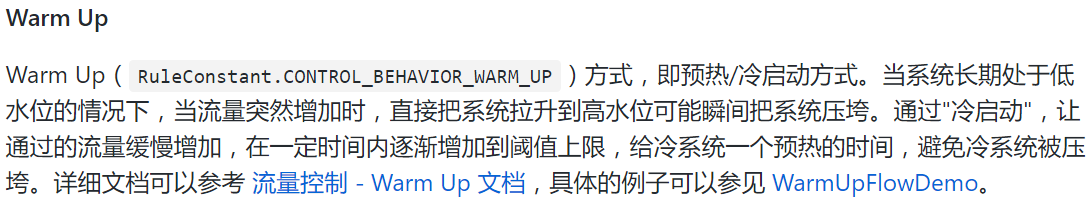 Warm Up
Warm Up（RuleConstant.CONTROL_BEHAVIOR_WARM_UP）方式，即预热/冷启动方式。当系统长期处于低
水位的情况下，当流量突然增加时，直接把系统拉升到高水位可能瞬间把系统压垮。通过"冷启动"，让
通过的流量缓慢增加，在一定时间内逐渐增加到阈值上限，给冷系统一个预热的时间，避免冷系统被压
垮。详细文档可以参考 流量控制 - Warm Up 文档，具体的例子可以参见 WarmUpFlowDemo。